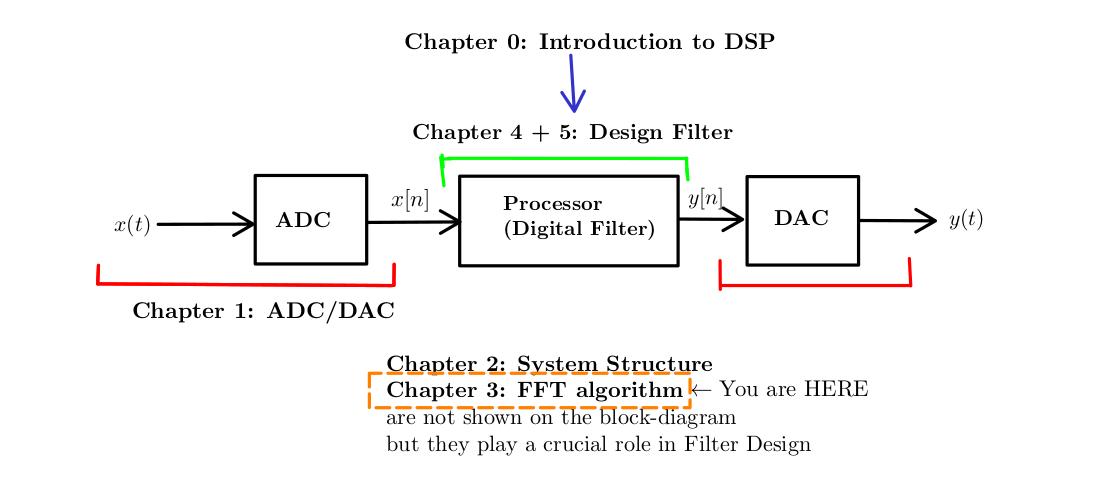 Chapter 0: Introduction to DSP
Chapter 4 + 5: Design Filter
x(t)
ADC
x[n]
Processor
(Digital Filter)
y[n]
DAC
y(t)
Chapter 1: ADC/DAC
Chapter 2: System Structure
Chapter 3: FFT algorithm ← You are HERE
are not shown on the block-diagram
but they play a crucial role in Filter Design